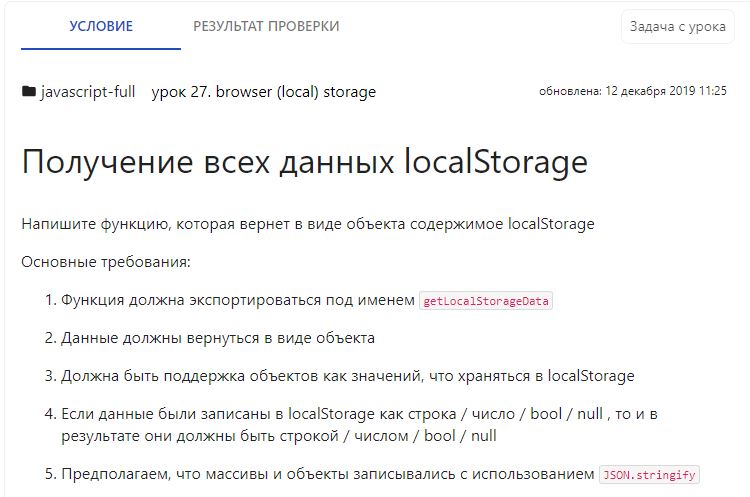 УСЛОВИЕ РЕЗУЛЬТАТ ПРОВЕРКИ Задача с урока
javascript-full урок 27. browser (local) storage обновлена: 12 декабря 2019 11:25
Получение всех данных localStorage
Напишите функцию, которая вернет в виде объекта содержимое localStorage
Основные требования:
1. Функция должна экспортироваться под именем getLocalStorageData
2. Данные должны вернуться в виде объекта
3. Должна быть поддержка объектов как значений, что храняться в localStorage
4. Если данные были записаны в localStorage как строка / число / bool / null , то и в
результате они должны быть строкой / числом / bool / null
5. Предполагаем, что массивы и объекты записывались с использованием JSON.stringify